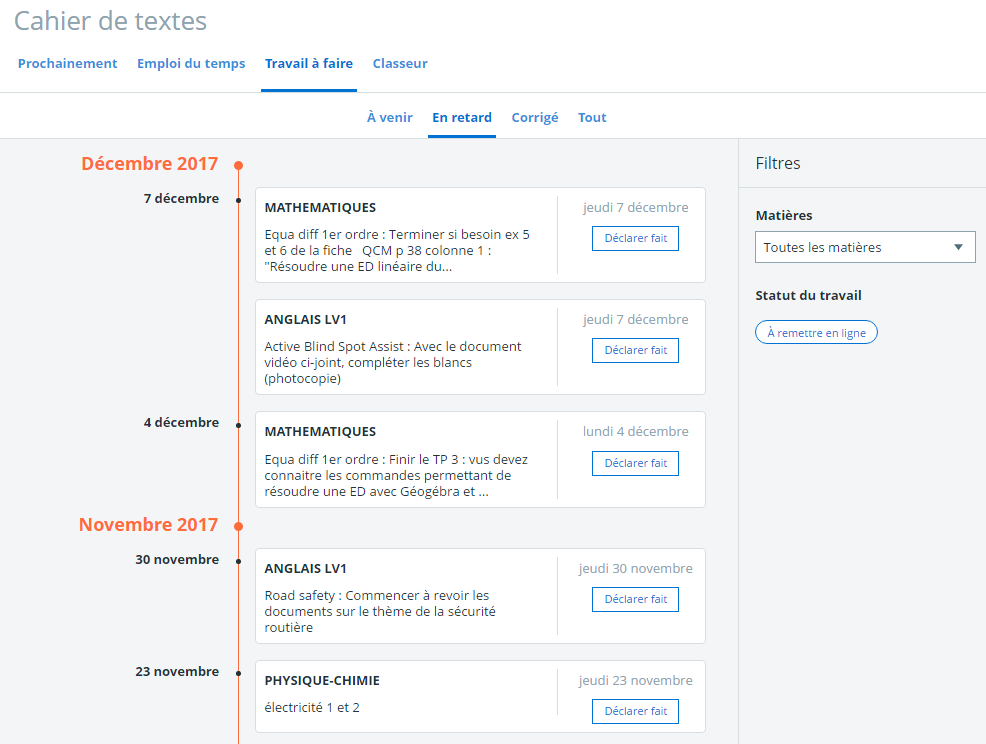 Cahier de textes
Prochainement Emploi du temps Travail à faire Classeur
À venir En retard Corrigé Tout
Décembre 2017
7 décembre
MATHEMATIQUES
Equa diff 1er ordre : Terminer si besoin ex 5
et 6 de la fiche QCM p 38 colonne 1 :
"Résoudre une ED linéaire du...
jeudi 7 décembre
Déclarer fait
ANGLAIS LV1
Active Blind Spot Assist : Avec le document
vidéo ci-joint, compléter les blancs
(photocopie)
jeudi 7 décembre
Déclarer fait
4 décembre
MATHEMATIQUES
Equa diff 1er ordre : Finir le TP 3 : vus devez
connaitre les commandes permettant de
résoudre une ED avec Géogébra et ...
lundi 4 décembre
Déclarer fait
Novembre 2017
30 novembre
ANGLAIS LV1
Road safety : Commencer à revoir les
documents sur le thème de la sécurité
routière
jeudi 30 novembre
Déclarer fait
23 novembre
PHYSIQUE-CHIMIE
électricité 1 et 2
jeudi 23 novembre
Déclarer fait
Filtres
Matières
Toutes les matières
Statut du travail
À remettre en ligne